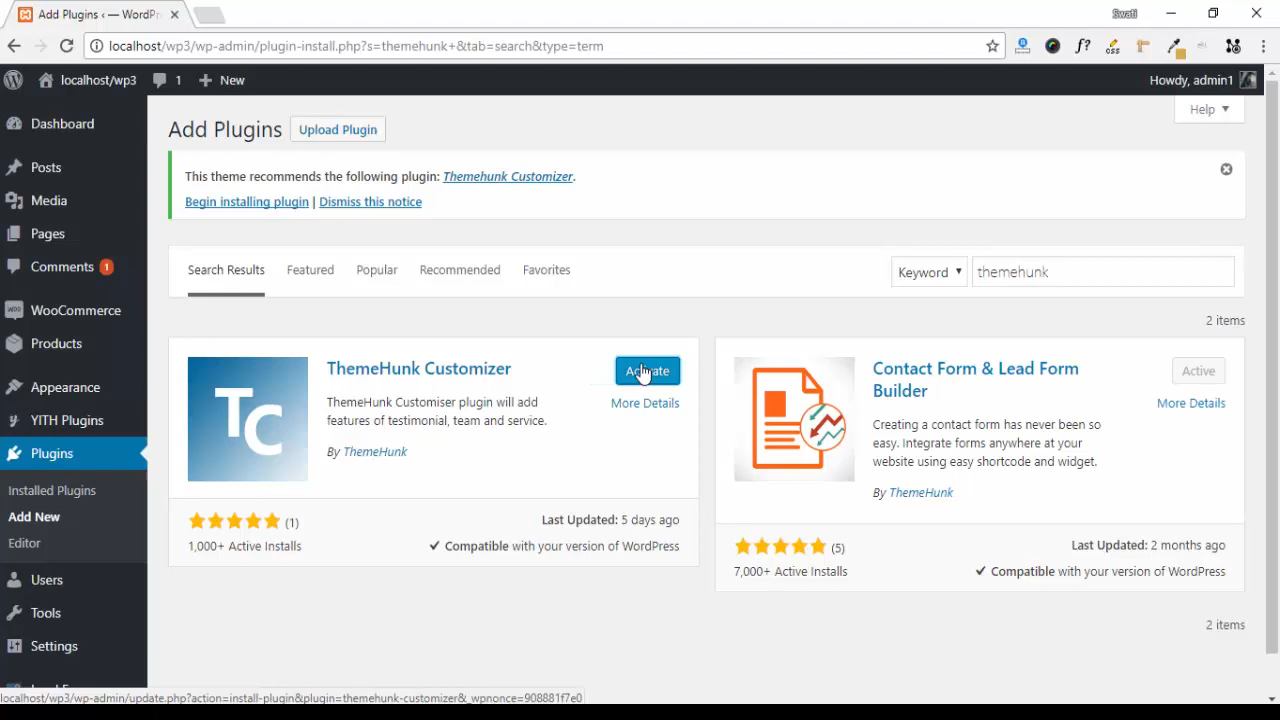 Add Plugins ‹ — WordPr
Swati
localhost/wp3/wp-admin/plugin-install.php?s=themehunk+&tab=search&type=term
f?
css
localhost/wp3
1
New
Howdy, admin1
Dashboard
Posts
Media
Pages
Comments 1
WooCommerce
Products
Appearance
YITH Plugins
Plugins
Installed Plugins
Add New
Editor
Users
Tools
Settings
Help
Add Plugins
Upload Plugin
This theme recommends the following plugin: Themehunk Customizer.
Begin installing plugin | Dismiss this notice
Search Results
Featured
Popular
Recommended
Favorites
Keyword
themehunk
2 items
TC
ThemeHunk Customizer
Activate
More Details
ThemeHunk Customiser plugin will add
features of testimonial, team and service.
By ThemeHunk
(1)
Last Updated: 5 days ago
1,000+ Active Installs
Compatible with your version of WordPress
Contact Form & Lead Form
Builder
Active
More Details
Creating a contact form has never been so
easy. Integrate forms anywhere at your
website using easy shortcode and widget.
By ThemeHunk
(5)
Last Updated: 2 months ago
7,000+ Active Installs
Compatible with your version of WordPress
2 items
localhost/wp3/wp-admin/update.php?action=install-plugin&plugin=themehunk-customizer&_wpnonce=908881f7e0